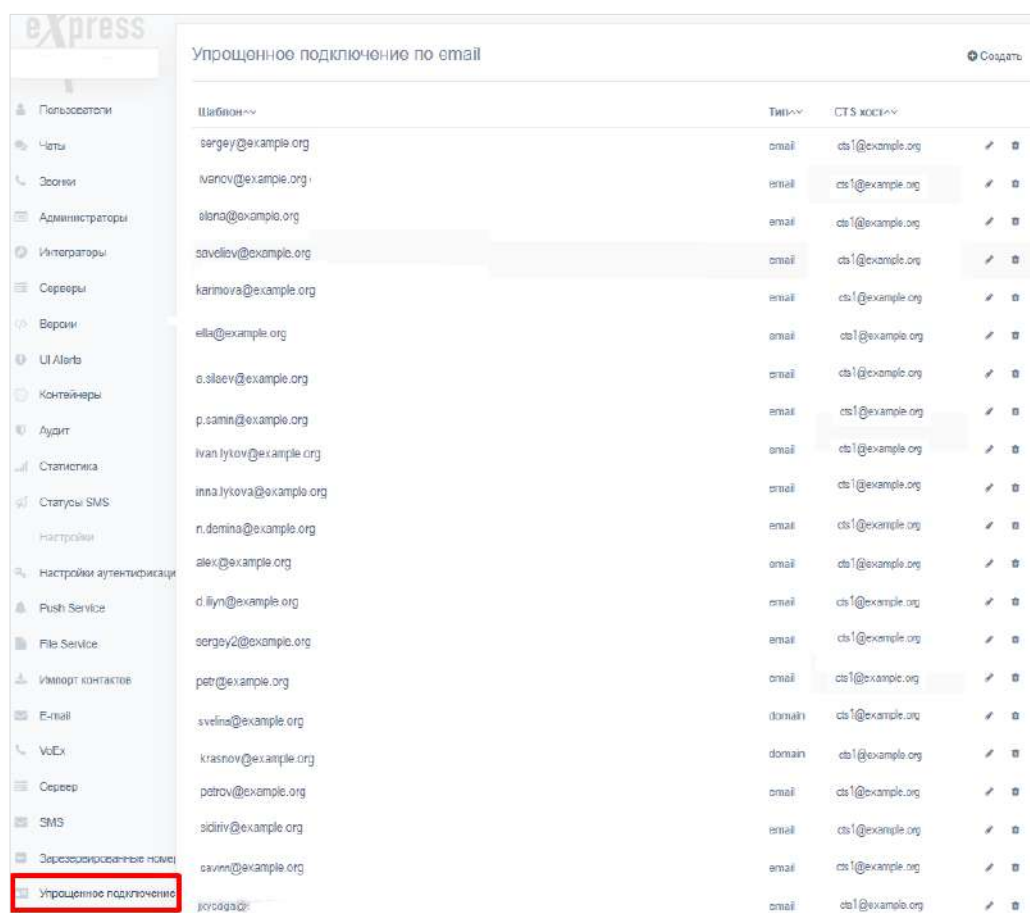 eXpress
Упрощенное подключение по email
Создать
Пользователи
Чаты
Звонки
Администраторы
Интеграторы
Серверы
Версии
UI Alerts
Контейнеры
Аудит
Статистика
Статусы SMS
Настройки
Настройки аутентификаци
Push Service
File Service
Импорт контактов
E-mail
VoEx
Сервер
SMS
Зарезервированные номер
Упрощенное подключение
Шаблон Тип CTS хост
sergey@example.org email cts1@example.org
ivanov@example.org email cts1@example.org
elena@example.org email cts1@example.org
saveliev@example.org email cts1@example.org
karimova@example.org email cts1@example.org
ella@example.org email cts1@example.org
a.silaev@example.org email cts1@example.org
p.samin@example.org email cts1@example.org
ivan.lykov@example.org email cts1@example.org
inna.lykova@example.org email cts1@example.org
n.demina@example.org email cts1@example.org
alex@example.org email cts1@example.org
d.iliyn@example.org email cts1@example.org
sergey2@example.org email cts1@example.org
petr@example.org email cts1@example.org
svelina@example.org domain cts1@example.org
krasnov@example.org domain cts1@example.org
petrov@example.org email cts1@example.org
sidiriv@example.org email cts1@example.org
email cts1@example.org
email cts1@example.org